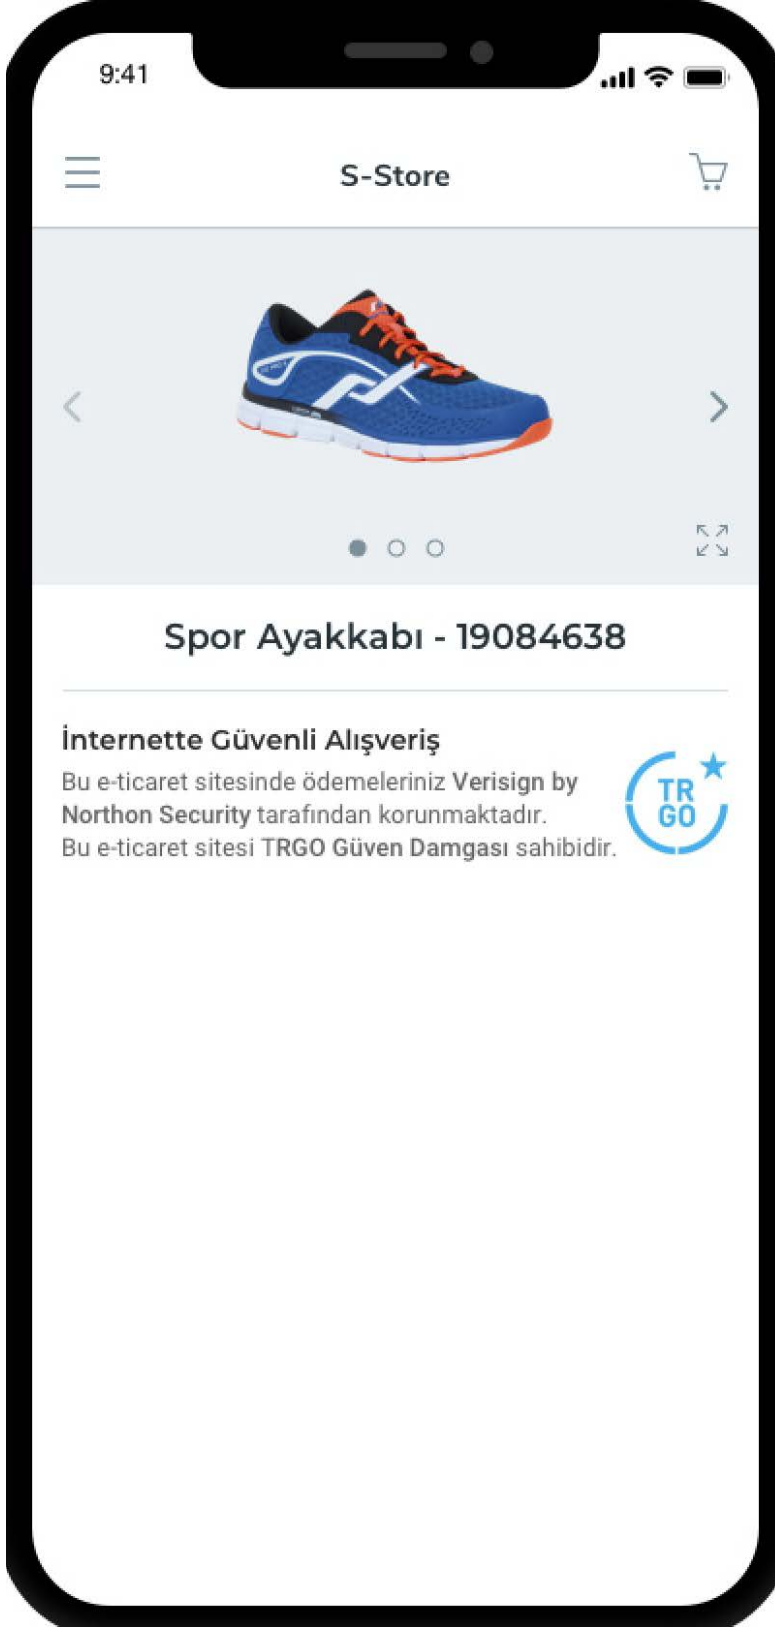 9:41
S-Store
Spor Ayakkabı - 19084638
İnternette Güvenli Alışveriş
Bu e-ticaret sitesinde ödemeleriniz Verisign by
Northon Security tarafından korunmaktadır.
Bu e-ticaret sitesi TRGO Güven Damgası sahibidir.
TR
GO